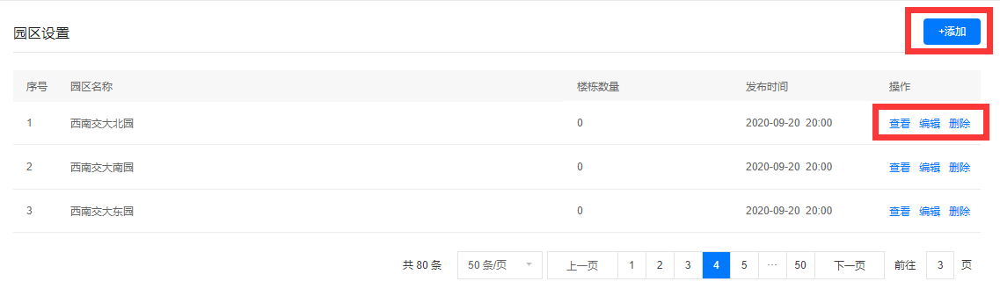 园区设置
+添加
序号 园区名称 楼栋数量 发布时间 操作
1 西南交大北园 0 2020-09-20 20:00 查看 编辑 删除
2 西南交大南园 0 2020-09-20 20:00 查看 编辑 删除
3 西南交大东园 0 2020-09-20 20:00 查看 编辑 删除
共 80 条 50 条/页 上一页 1 2 3 4 5 ··· 50 下一页 前往 3 页